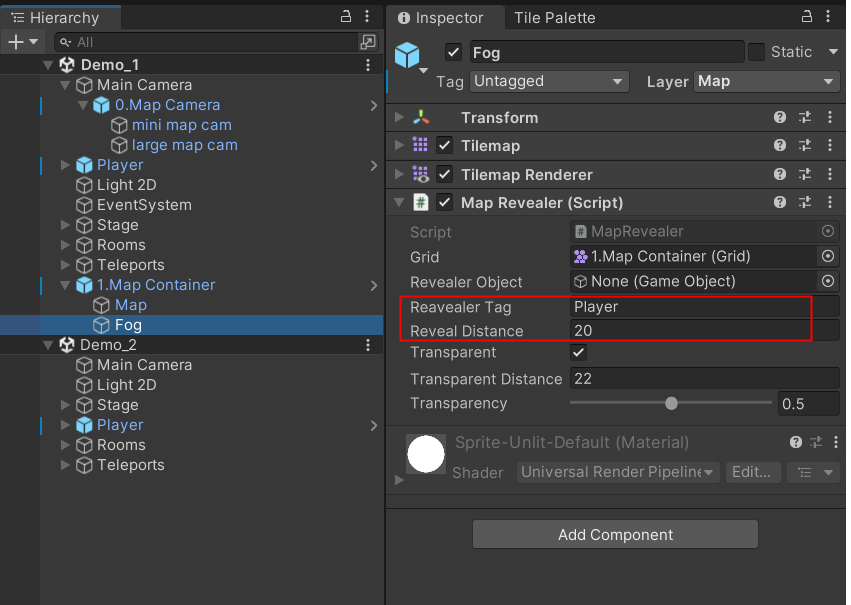 Hierarchy
All
Demo_1
Main Camera
0.Map Camera
mini map cam
large map cam
Player
Light 2D
EventSystem
Stage
Rooms
Teleports
1.Map Container
Map
Fog
Demo_2
Main Camera
Light 2D
Stage
Player
Rooms
Teleports
Inspector Tile Palette
Fog Static
Tag Untagged Layer Map
Transform
Tilemap
Tilemap Renderer
Map Revealer (Script)
Script MapRevealer
Grid 1.Map Container (Grid)
Revealer Object None (Game Object)
Reavealer Tag Player
Reveal Distance 20
Transparent
Transparent Distance 22
Transparency 0.5
Sprite-Unlit-Default (Material)
Shader Universal Render Pipeline Edit...
Add Component